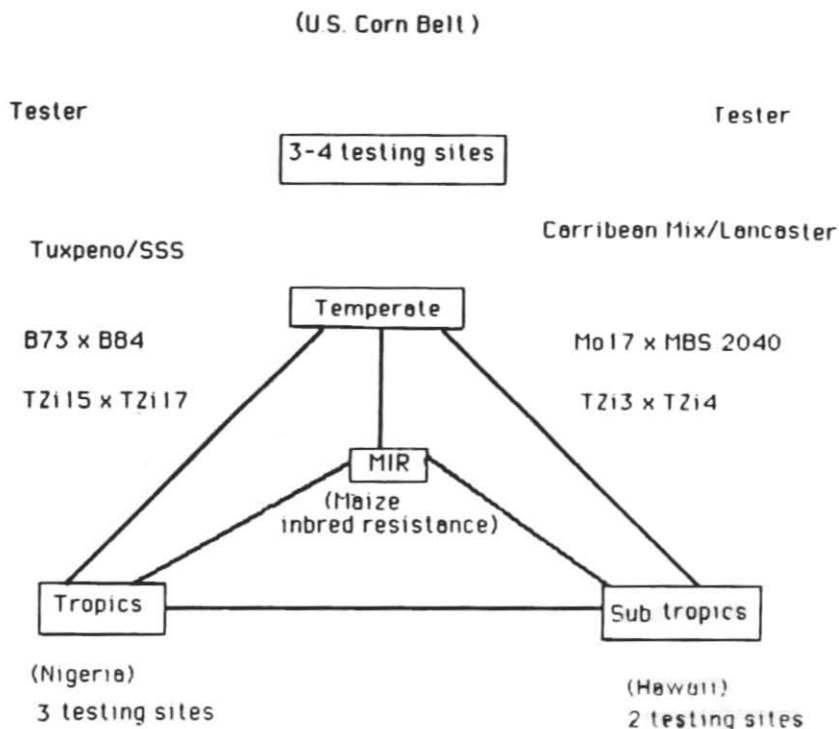 (U.S. Corn Belt)
Tester
Tester
3-4 testing sites
Tuxpeno/SSS
Carribean Mix/Lancaster
Temperate
B73 x B84
Mo17 x MBS 2040
TZi15 x TZi17
TZi3 x TZi4
MIR
(Maize
inbred resistance)
Tropics
Sub tropics
(Nigeria)
3 testing sites
(Hawaii)
2 testing sites